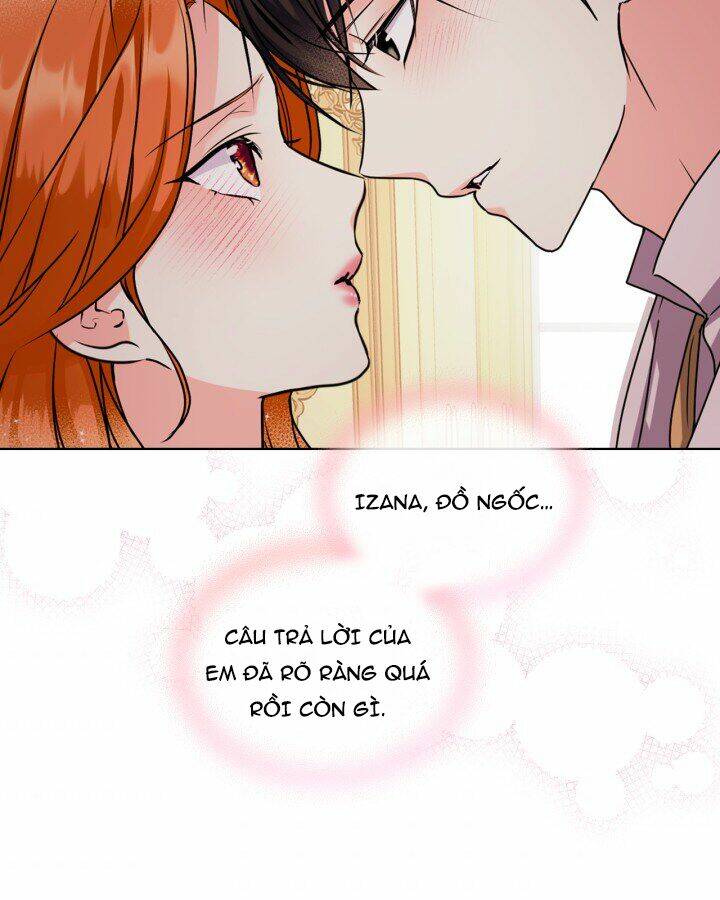 IZANA, ĐỒ NGỐC...
CÂU TRẢ LỜI CỦA
EM ĐÃ RÕ RÀNG QUÁ
RỒI CÒN GÌ.